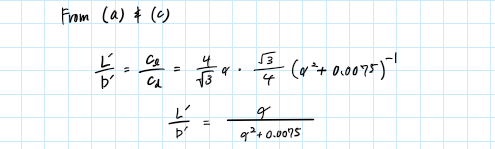 From (a) & (c)
L'/D' = Cl/Cd = 4/√3 α · √3/4 (α² + 0.0075)⁻¹
L'/D' = α/(α² + 0.0075)